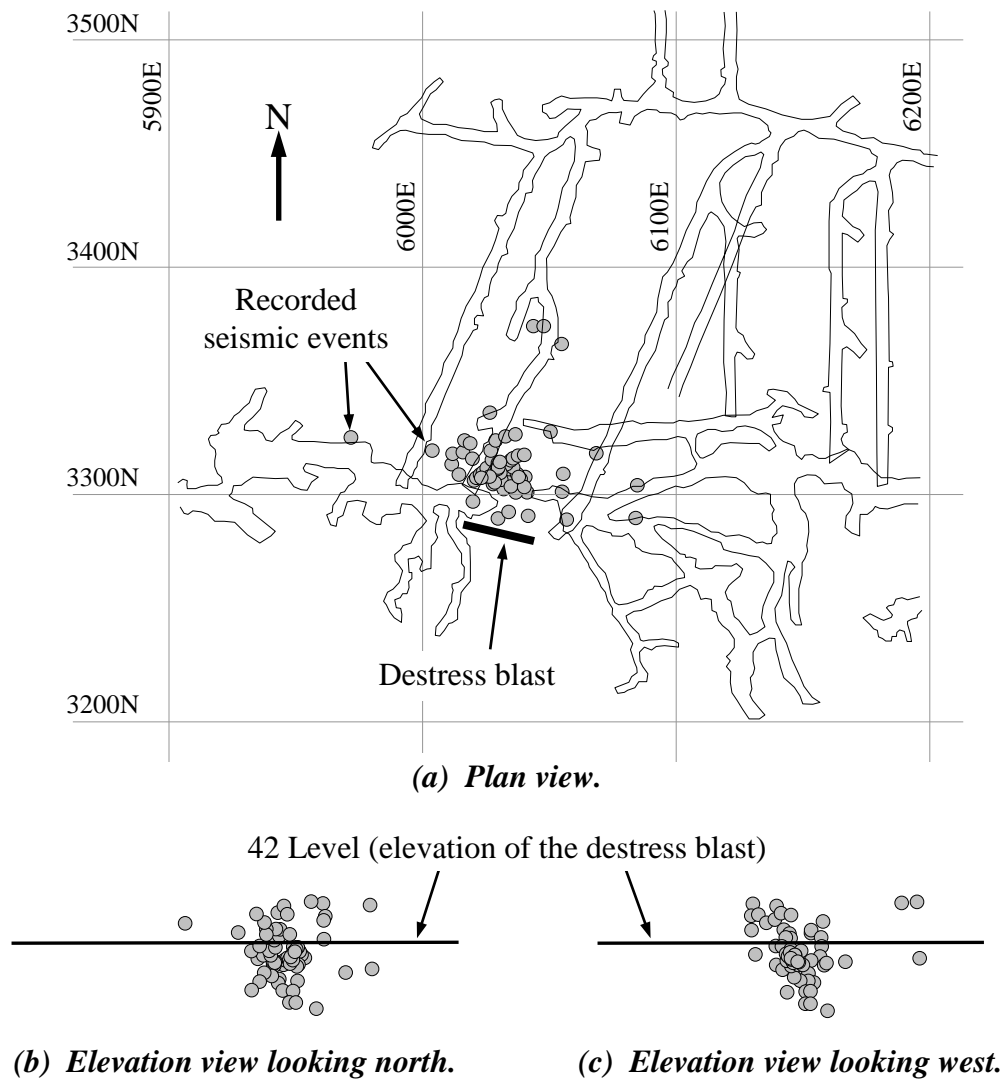 3500N
5900E
6200E
N
6000E
6100E
3400N
Recorded
seismic events
3300N
Destress blast
3200N
(a) Plan view.
42 Level (elevation of the destress blast)
(b) Elevation view looking north.
(c) Elevation view looking west.